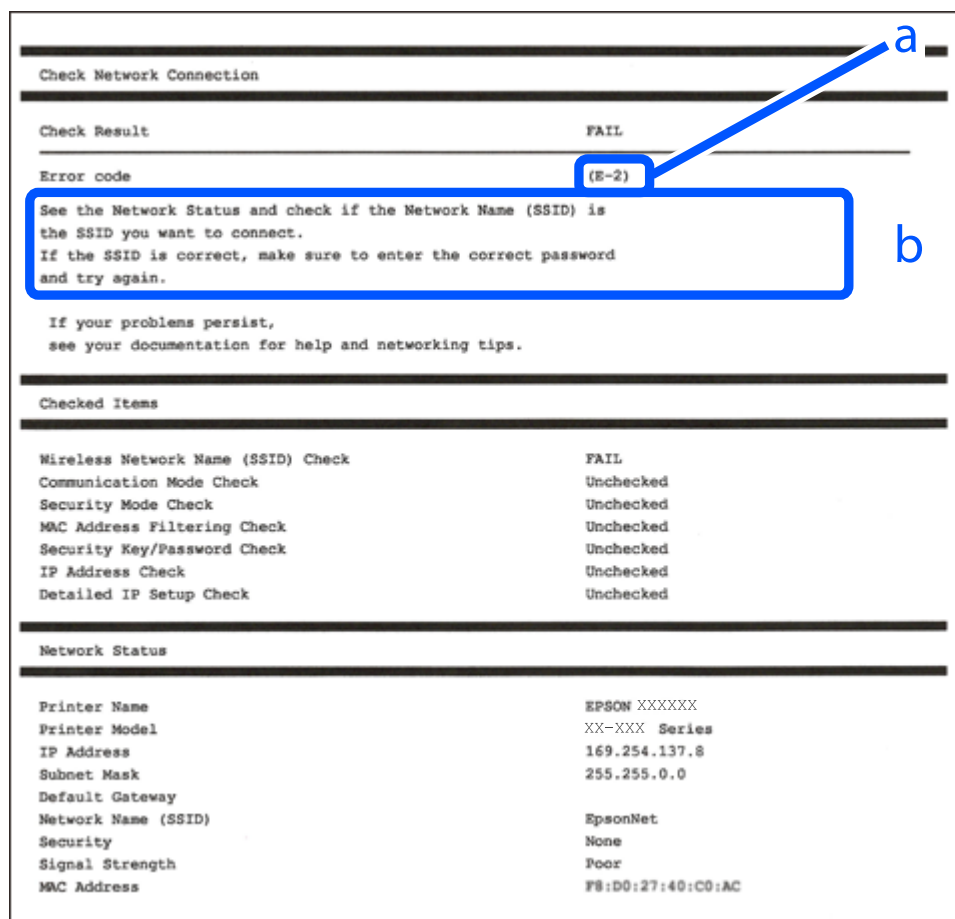 a
Check Network Connection
Check Result FAIL
Error code (E-2)
See the Network Status and check if the Network Name (SSID) is
the SSID you want to connect.
If the SSID is correct, make sure to enter the correct password
and try again.
b
If your problems persist,
see your documentation for help and networking tips.
Checked Items
Wireless Network Name (SSID) Check FAIL
Communication Mode Check Unchecked
Security Mode Check Unchecked
MAC Address Filtering Check Unchecked
Security Key/Password Check Unchecked
IP Address Check Unchecked
Detailed IP Setup Check Unchecked
Network Status
Printer Name EPSON XXXXXX
Printer Model XX-XXX Series
IP Address 169.254.137.8
Subnet Mask 255.255.0.0
Default Gateway
Network Name (SSID) EpsonNet
Security None
Signal Strength Poor
MAC Address F8:D0:27:40:C0:AC